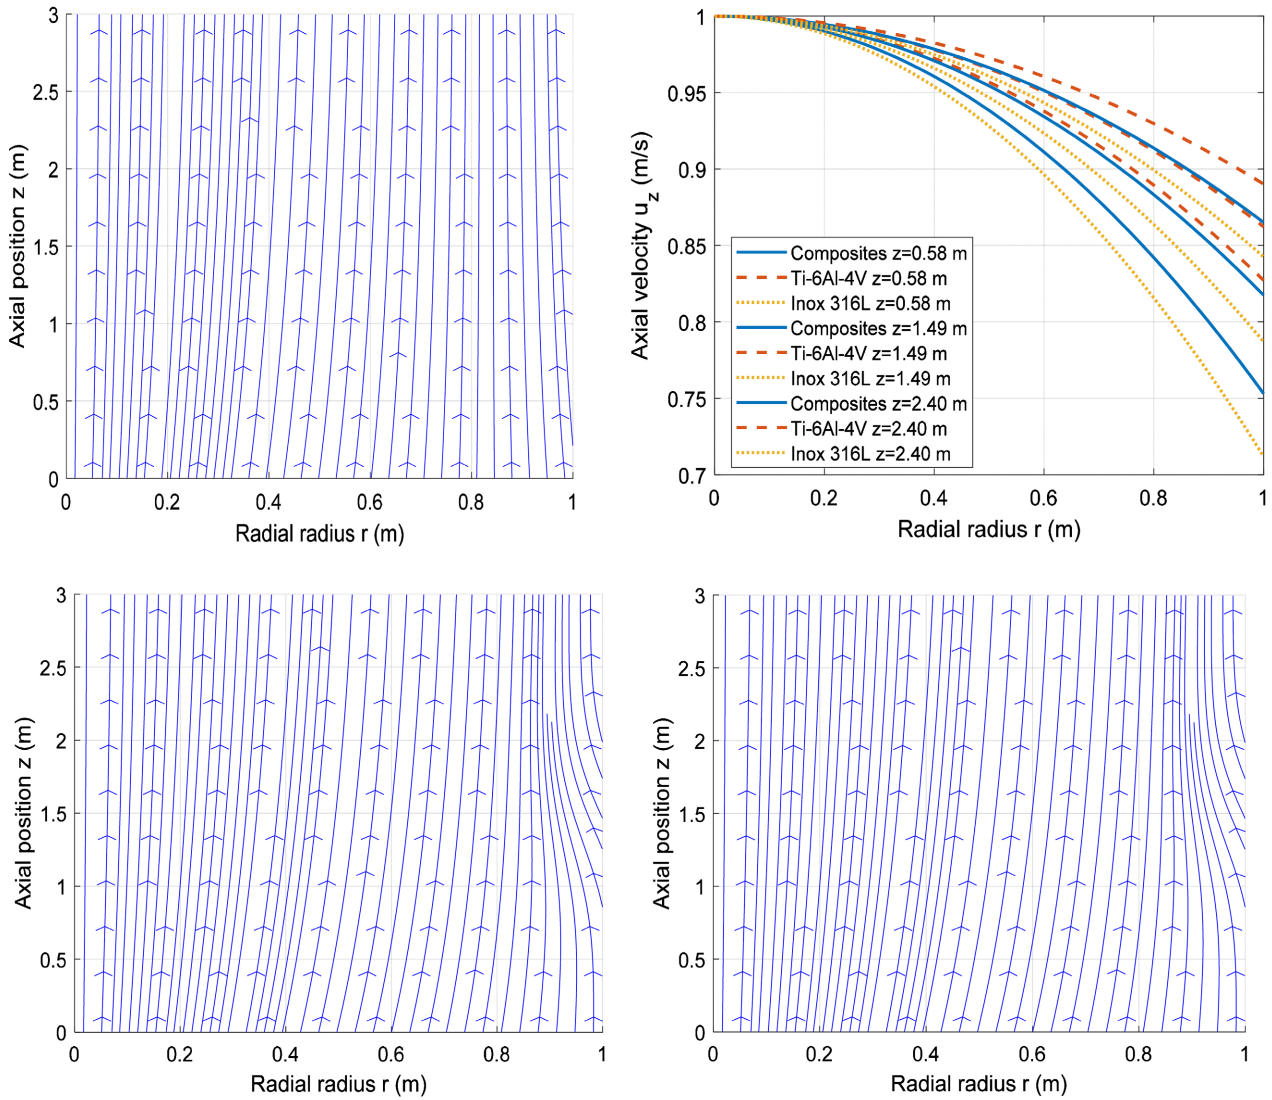 3
2.5
2
1.5
1
0.5
0
Axial position z (m)
0 0.2 0.4 0.6 0.8 1
Radial radius r (m)
1
0.95
0.9
0.85
0.8
0.75
0.7
Axial velocity u_z (m/s)
Composites z=0.58 m
Ti-6Al-4V z=0.58 m
Inox 316L z=0.58 m
Composites z=1.49 m
Ti-6Al-4V z=1.49 m
Inox 316L z=1.49 m
Composites z=2.40 m
Ti-6Al-4V z=2.40 m
Inox 316L z=2.40 m
0 0.2 0.4 0.6 0.8 1
Radial radius r (m)
3
2.5
2
1.5
1
0.5
0
Axial position z (m)
0 0.2 0.4 0.6 0.8 1
Radial radius r (m)
3
2.5
2
1.5
1
0.5
0
Axial position z (m)
0 0.2 0.4 0.6 0.8 1
Radial radius r (m)